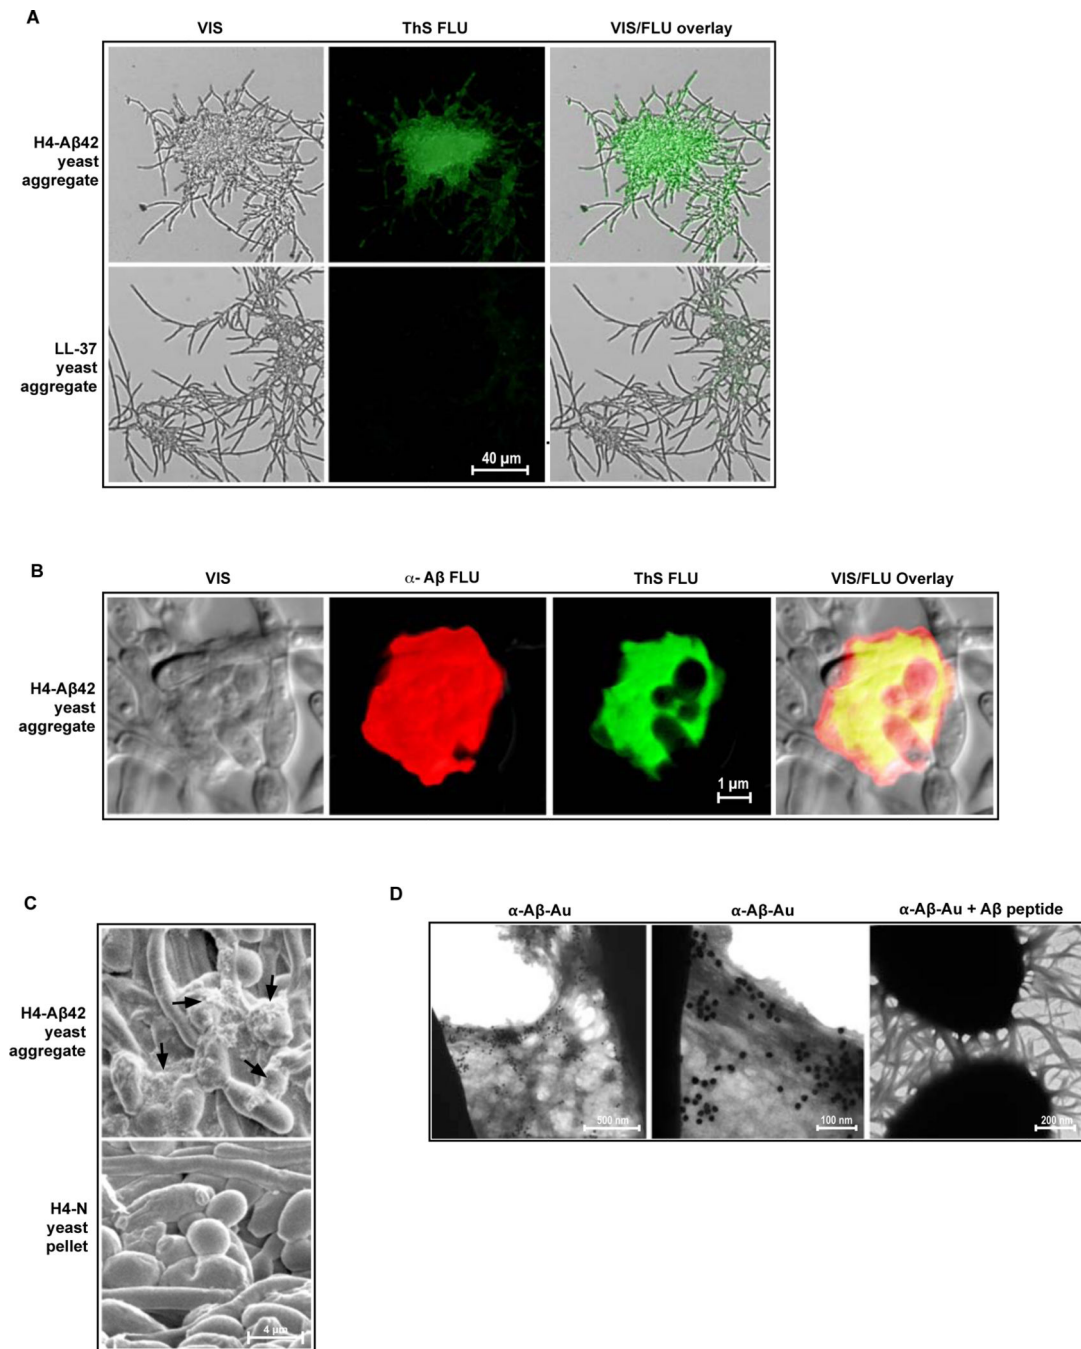 A
VIS
ThS FLU
VIS/FLU overlay
H4-Aβ42
yeast
aggregate
LL-37
yeast
aggregate
40 µm
B
VIS
α- Aβ FLU
ThS FLU
VIS/FLU Overlay
H4-Aβ42
yeast
aggregate
1 µm
C
H4-Aβ42
yeast
aggregate
H4-N
yeast
pellet
4 µm
D
α-Aβ-Au
α-Aβ-Au
α-Aβ-Au + Aβ peptide
500 nm
100 nm
200 nm